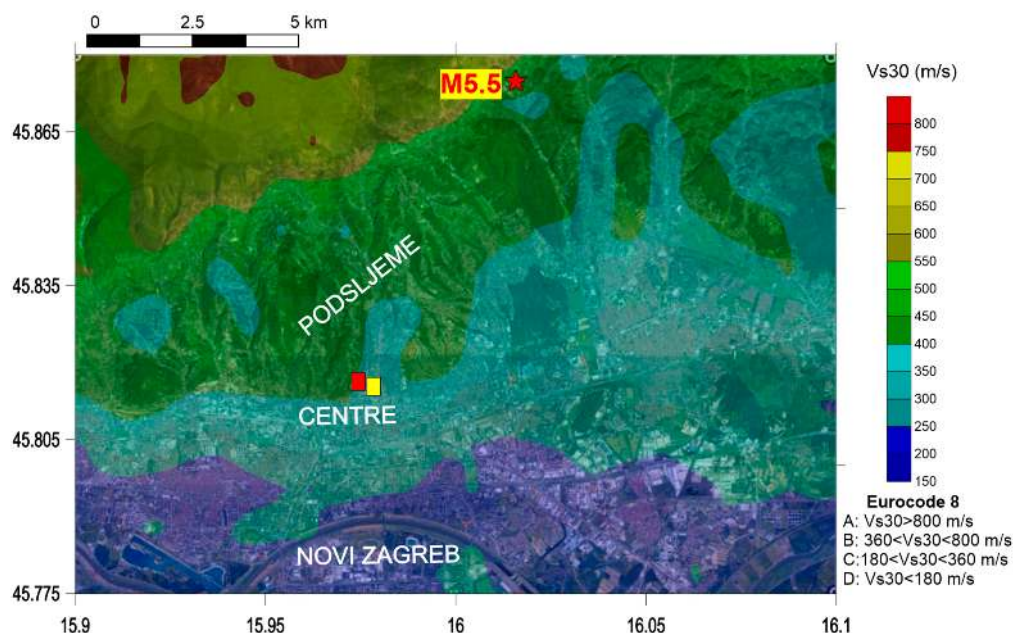 0 2.5 5 km
M5.5
Vs30 (m/s)
45.865
45.835
45.805
45.775
PODSLJEME
CENTRE
NOVI ZAGREB
800
750
700
650
600
550
500
450
400
350
300
250
200
150
Eurocode 8
A: Vs30>800 m/s
B: 360<Vs30<800 m/s
C:180<Vs30<360 m/s
D: Vs30<180 m/s
15.9 15.95 16 16.05 16.1